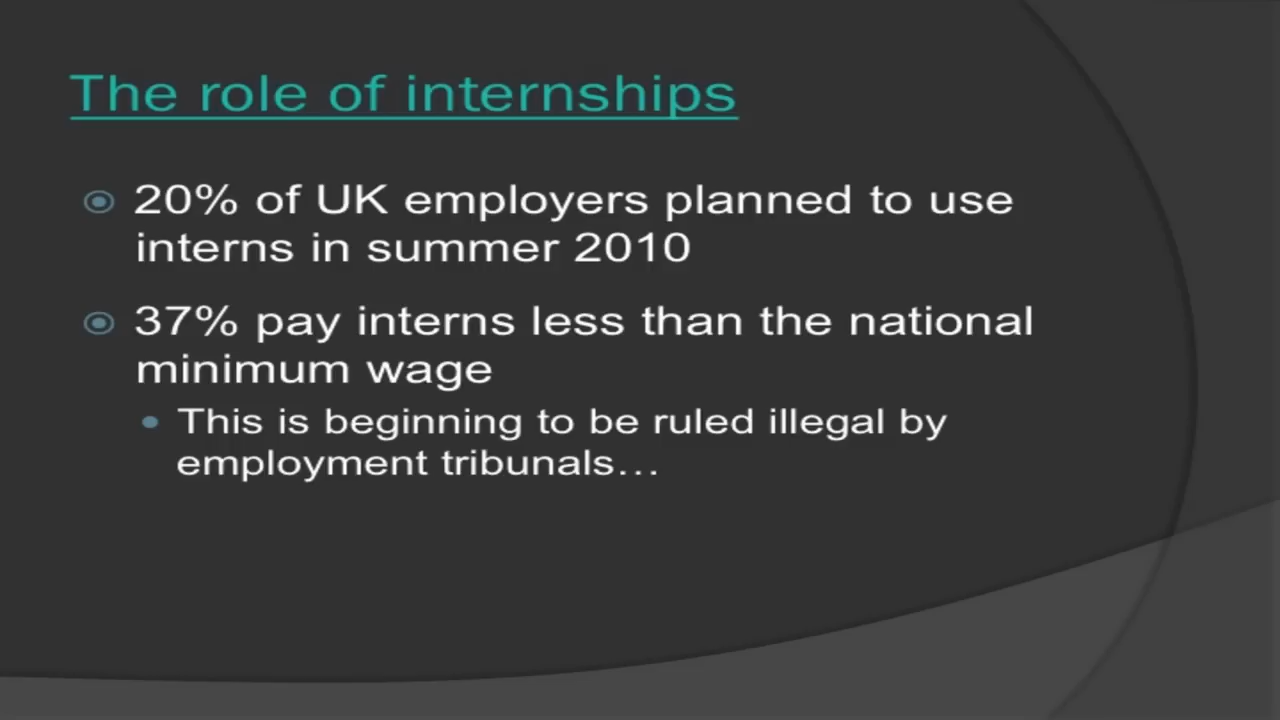 The role of internships
20% of UK employers planned to use
interns in summer 2010
37% pay interns less than the national
minimum wage
This is beginning to be ruled illegal by
employment tribunals…